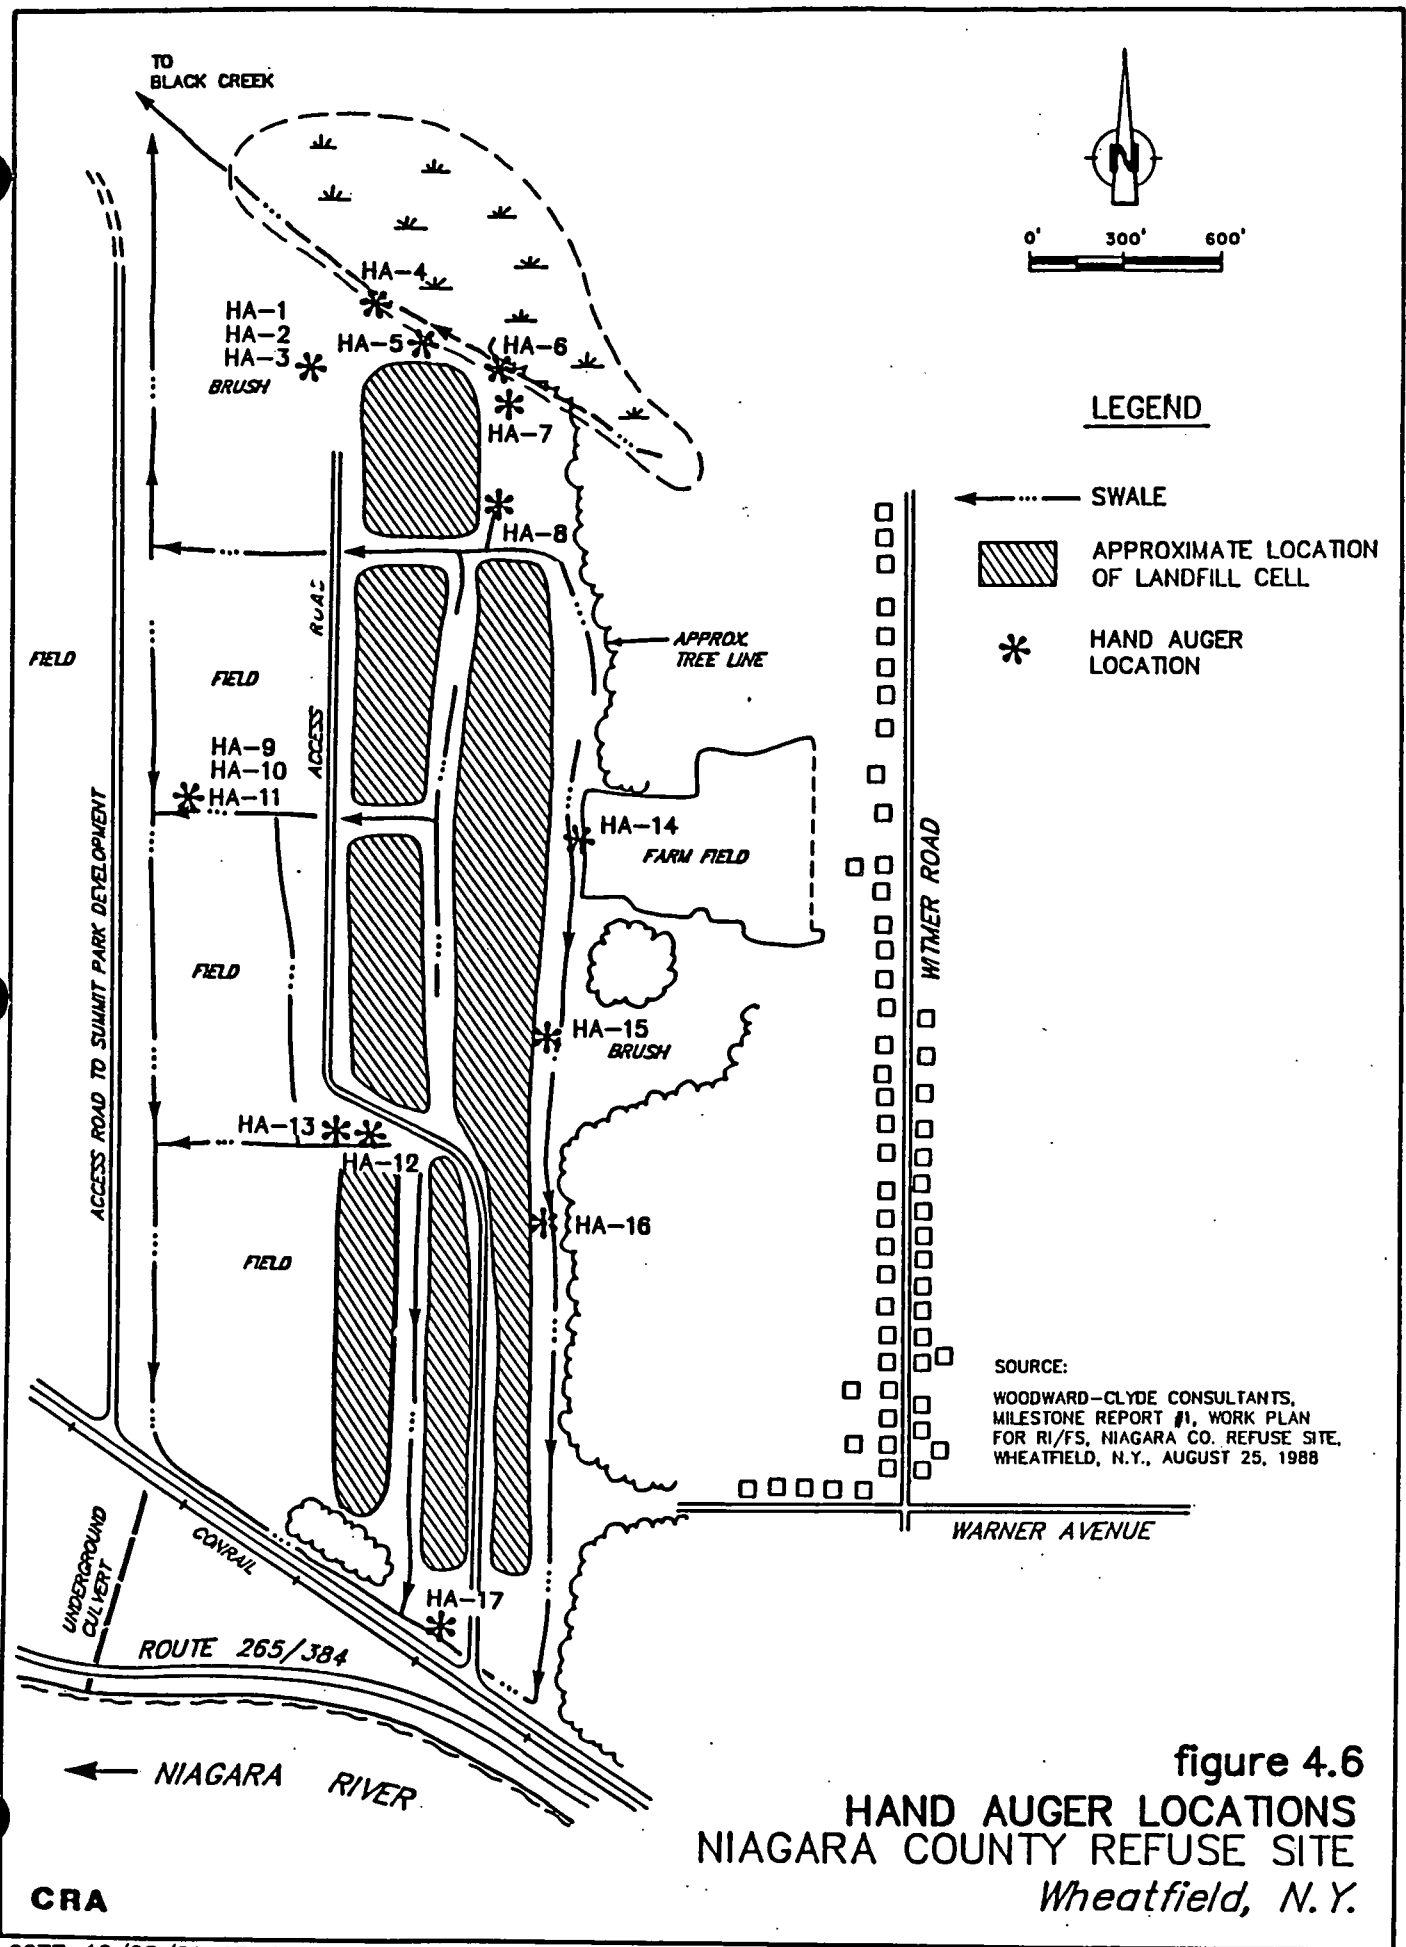 TO
BLACK CREEK
N
0' 300' 600'
HA-4
HA-1
HA-2
HA-3
HA-5
HA-6
BRUSH
HA-7
LEGEND
SWALE
APPROXIMATE LOCATION
OF LANDFILL CELL
HAND AUGER
LOCATION
HA-8
ACCESS ROAD
APPROX.
TREE LINE
FIELD
FIELD
HA-9
HA-10
HA-11
HA-14
FARM FIELD
WITMER ROAD
ACCESS ROAD TO SUMMIT PARK DEVELOPMENT
FIELD
HA-15
BRUSH
HA-13
HA-12
HA-16
FIELD
SOURCE:
WOODWARD-CLYDE CONSULTANTS,
MILESTONE REPORT #1, WORK PLAN
FOR RI/FS, NIAGARA CO. REFUSE SITE,
WHEATFIELD, N.Y., AUGUST 25, 1988
WARNER AVENUE
UNDERGROUND
CULVERT
CONRAIL
HA-17
ROUTE 265/384
NIAGARA RIVER
figure 4.6
HAND AUGER LOCATIONS
NIAGARA COUNTY REFUSE SITE
Wheatfield, N.Y.
CRA